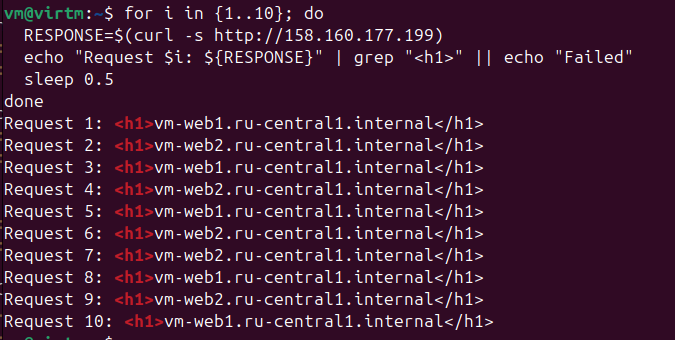 vm@virtm:~$ for i in {1..10}; do
  RESPONSE=$(curl -s http://158.160.177.199)
  echo "Request $i: ${RESPONSE}" | grep "<h1>" || echo "Failed"
  sleep 0.5
done
Request 1: <h1>vm-web1.ru-central1.internal</h1>
Request 2: <h1>vm-web2.ru-central1.internal</h1>
Request 3: <h1>vm-web1.ru-central1.internal</h1>
Request 4: <h1>vm-web2.ru-central1.internal</h1>
Request 5: <h1>vm-web1.ru-central1.internal</h1>
Request 6: <h1>vm-web2.ru-central1.internal</h1>
Request 7: <h1>vm-web2.ru-central1.internal</h1>
Request 8: <h1>vm-web1.ru-central1.internal</h1>
Request 9: <h1>vm-web2.ru-central1.internal</h1>
Request 10: <h1>vm-web1.ru-central1.internal</h1>